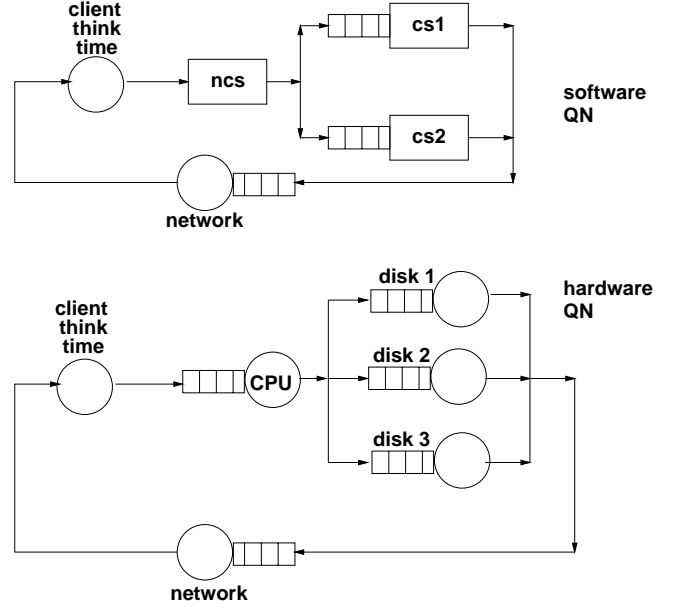 client
think
time
ncs
cs1
cs2
software
QN
network
disk 1
hardware
QN
client
think
time
CPU
disk 2
disk 3
network